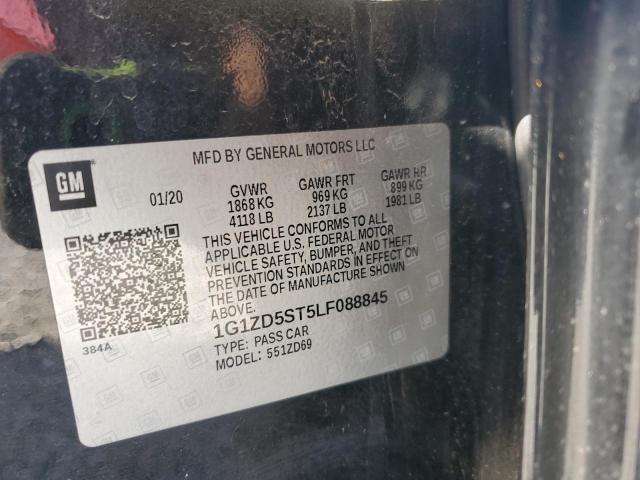 MFD BY GENERAL MOTORS LLC
GM
01/20
GVWR GAWR FRT GAWR RR
1868 KG 969 KG 899 KG
4118 LB 2137 LB 1981 LB
THIS VEHICLE CONFORMS TO ALL
APPLICABLE U.S. FEDERAL MOTOR
VEHICLE SAFETY, BUMPER, AND THEFT
PREVENTION STANDARDS IN EFFECT ON
THE DATE OF MANUFACTURE SHOWN
ABOVE.
1G1ZD5ST5LF088845
TYPE: PASS CAR
MODEL: 551ZD69
384A